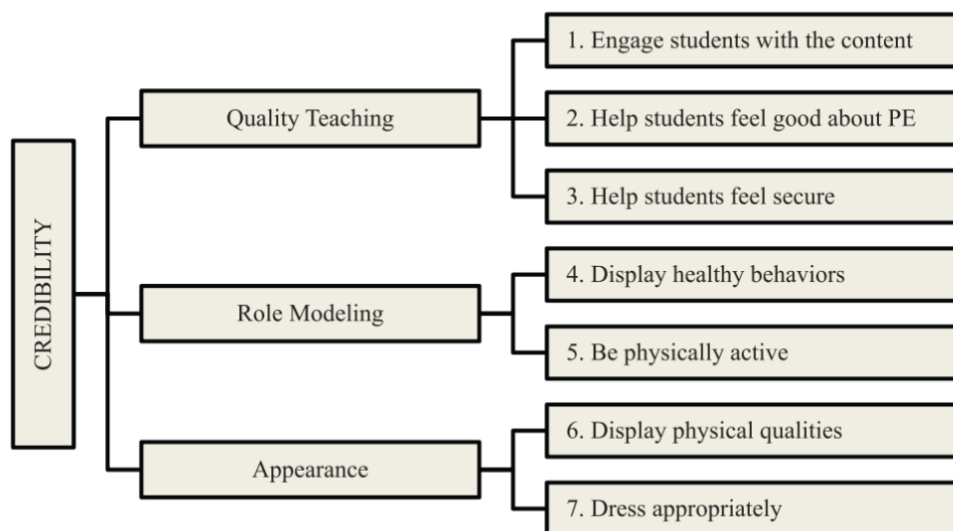 CREDIBILITY
Quality Teaching
1. Engage students with the content
2. Help students feel good about PE
3. Help students feel secure
Role Modeling
4. Display healthy behaviors
5. Be physically active
Appearance
6. Display physical qualities
7. Dress appropriately